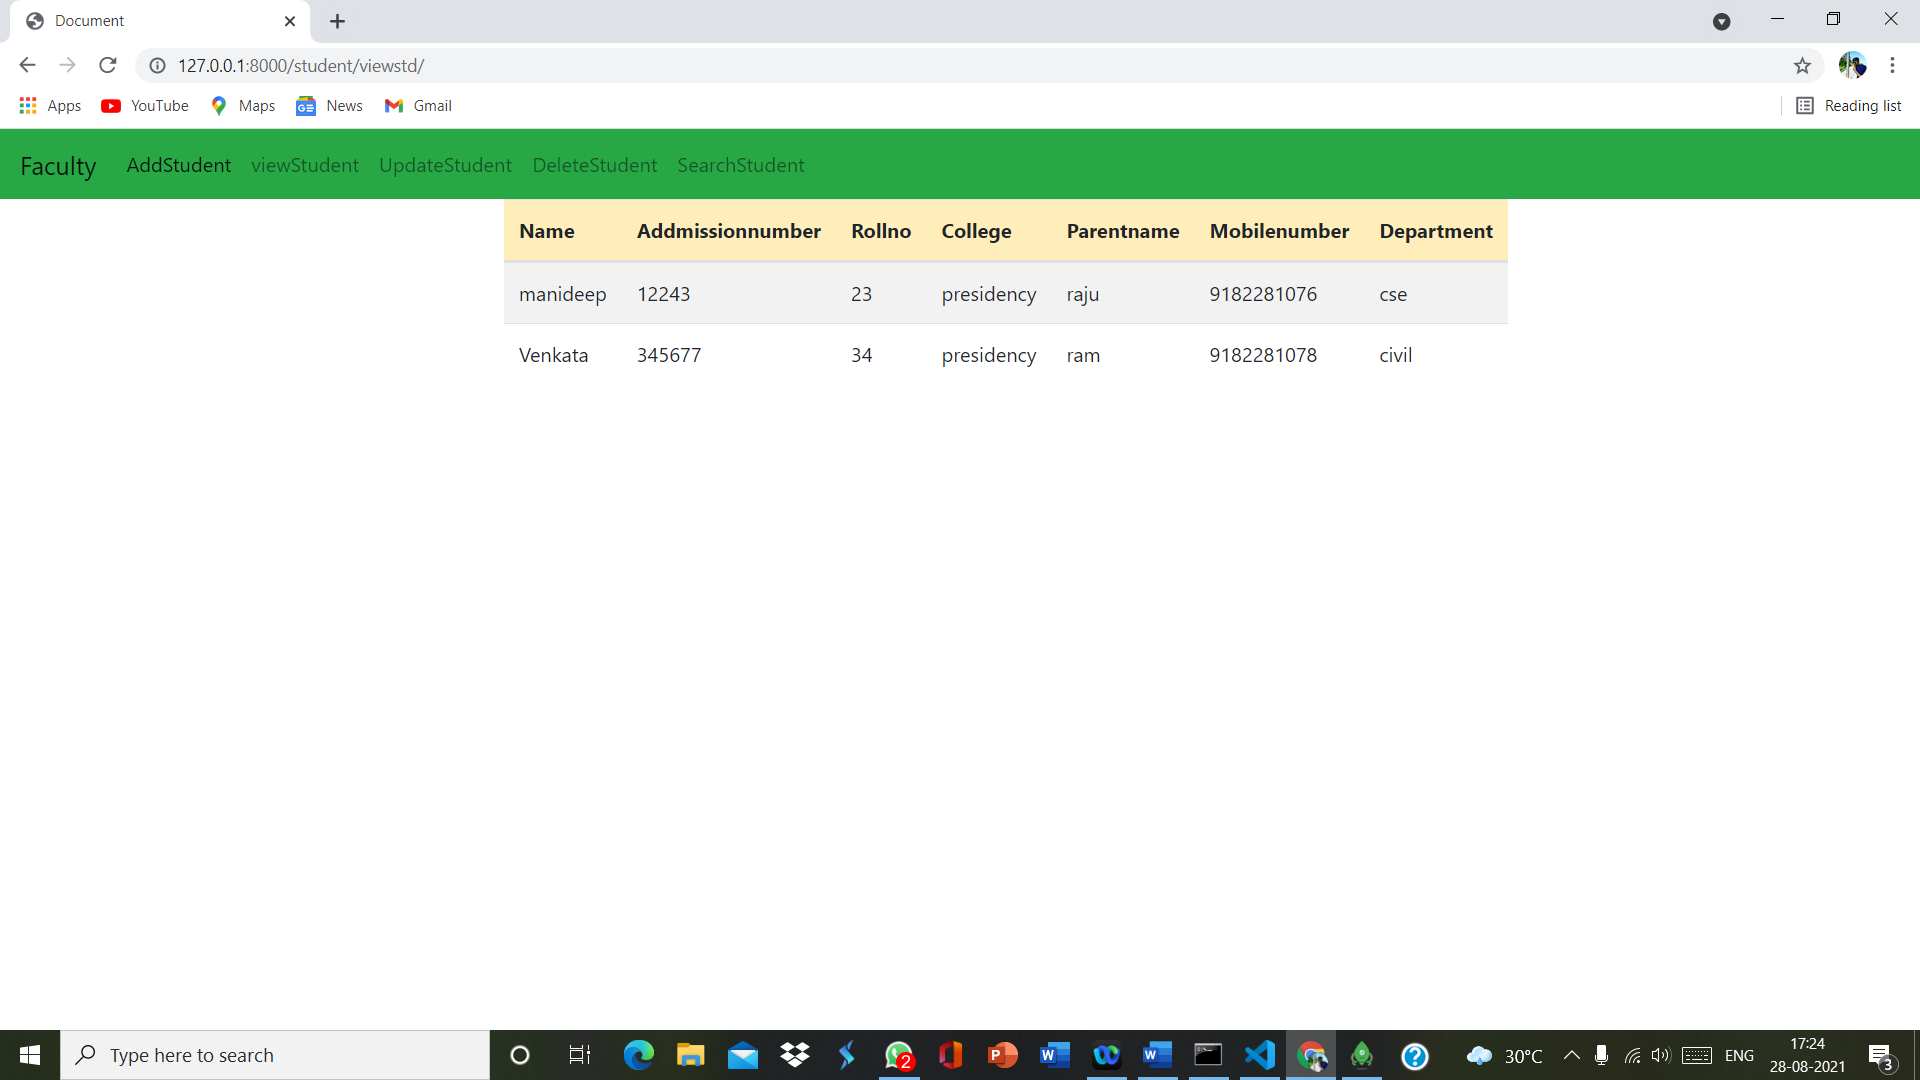 Document
127.0.0.1:8000/student/viewstd/
Apps YouTube Maps News Gmail Reading list
Faculty AddStudent viewStudent UpdateStudent DeleteStudent SearchStudent
Name Addmissionnumber Rollno College Parentname Mobilenumber Department
manideep 12243 23 presidency raju 9182281076 cse
Venkata 345677 34 presidency ram 9182281078 civil
Type here to search 2 30°C ENG 17:24
28-08-2021 3